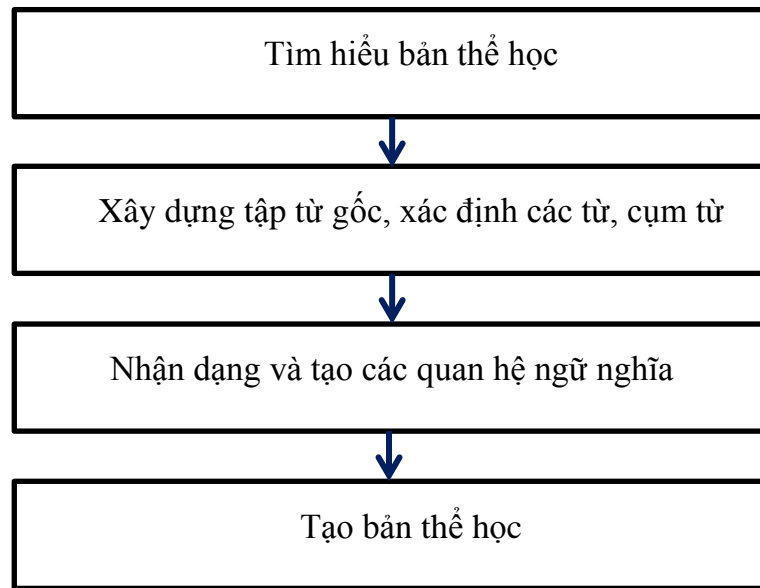 Tìm hiểu bản thể học
Xây dựng tập từ gốc, xác định các từ, cụm từ
Nhận dạng và tạo các quan hệ ngữ nghĩa
Tạo bản thể học